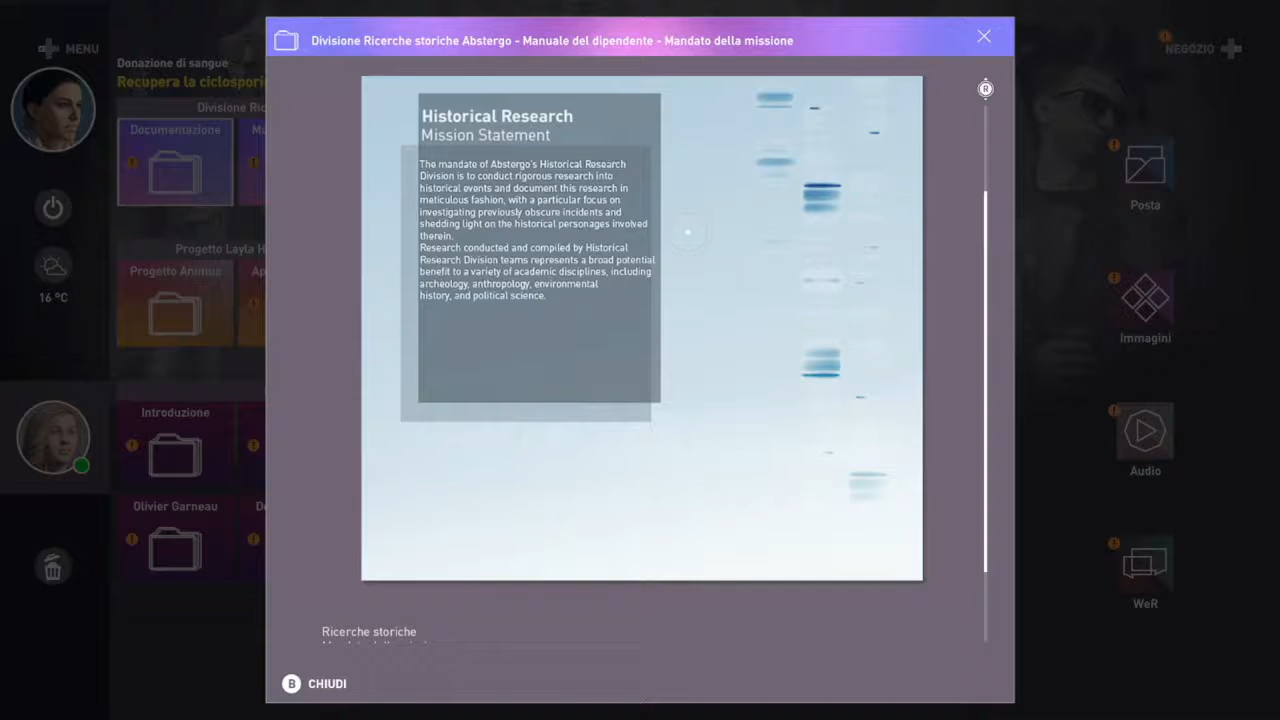 Divisione Ricerche storiche Abstergo - Manuale del dipendente - Mandato della missione
MENU
NEGOZIO
Donazione di sangue
Recupera la ciclospori
Divisione Ric
Documentazione
Mu
Historical Research
Mission Statement
The mandate of Abstergo's Historical Research
Division is to conduct rigorous research into
historical events and document this research in
meticulous fashion, with a particular focus on
investigating previously obscure incidents and
shedding light on the historical personages involved
therein.
Research conducted and compiled by Historical
Research Division teams represents a broad potential
benefit to a variety of academic disciplines, including
archeology, anthropology, environmental
history, and political science.
R
Posta
Progetto Layla H
Progetto Animus
Ap
16 °C
Immagini
Introduzione
Audio
Olivier Garneau
De
WeR
Ricerche storiche
B CHIUDI